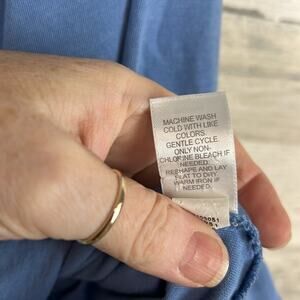 MACHINE WASH
COLD WITH LIKE
COLORS.
GENTLE CYCLE.
ONLY NON-
CHLORINE BLEACH IF
NEEDED.
RESHAPE AND LAY
FLAT TO DRY.
WARM IRON IF
NEEDED.